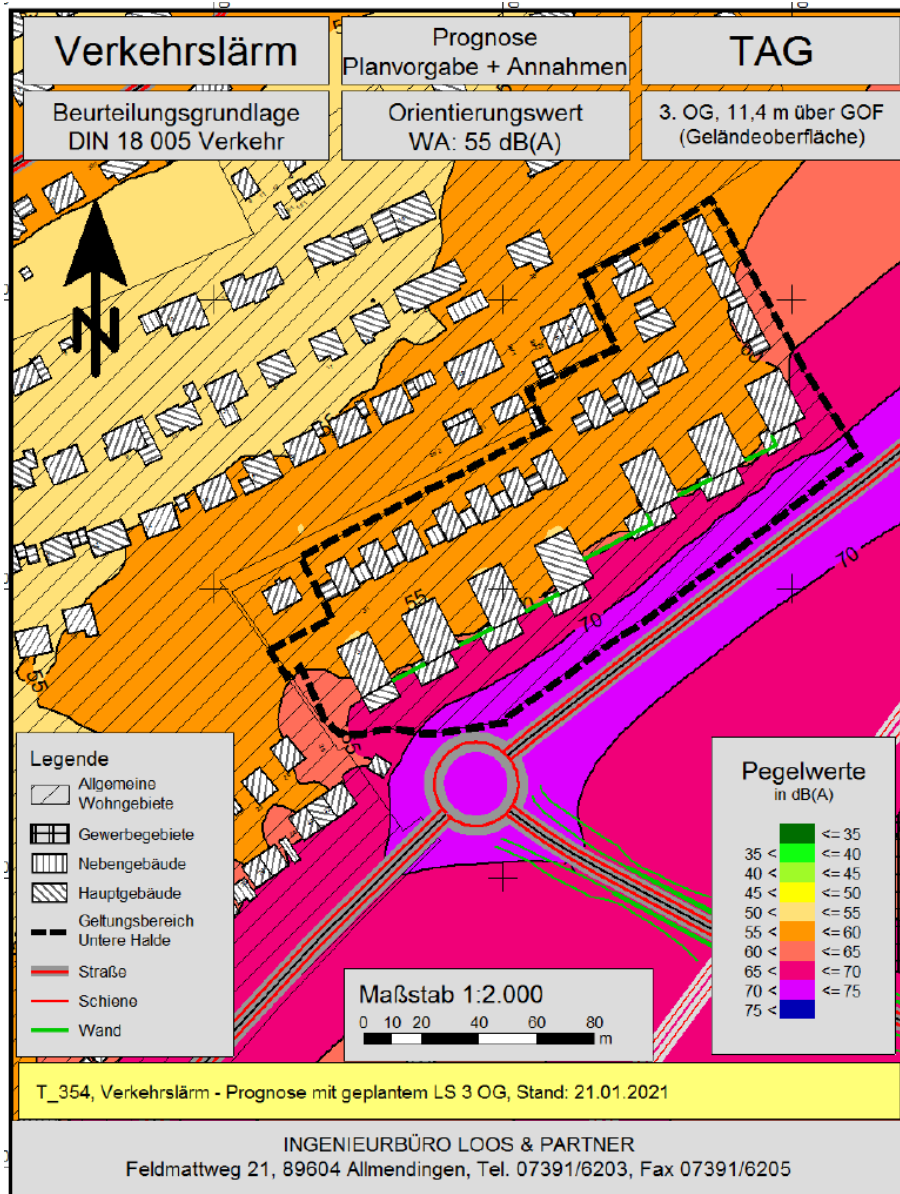 Verkehrslärm
Prognose
Planvorgabe + Annahmen
TAG
Beurteilungsgrundlage
DIN 18 005 Verkehr
Orientierungswert
WA: 55 dB(A)
3. OG, 11,4 m über GOF
(Geländeoberfläche)
N
60
55
70
70
55
Legende
Allgemeine
Wohngebiete
Gewerbegebiete
Nebengebäude
Hauptgebäude
Geltungsbereich
Untere Halde
Straße
Schiene
Wand
Maßstab 1:2.000
0 10 20 40 60 80
m
Pegelwerte
in dB(A)
<= 35
35 < <= 40
40 < <= 45
45 < <= 50
50 < <= 55
55 < <= 60
60 < <= 65
65 < <= 70
70 < <= 75
75 <
T_354, Verkehrslärm - Prognose mit geplantem LS 3 OG, Stand: 21.01.2021
INGENIEURBÜRO LOOS & PARTNER
Feldmattweg 21, 89604 Allmendingen, Tel. 07391/6203, Fax 07391/6205